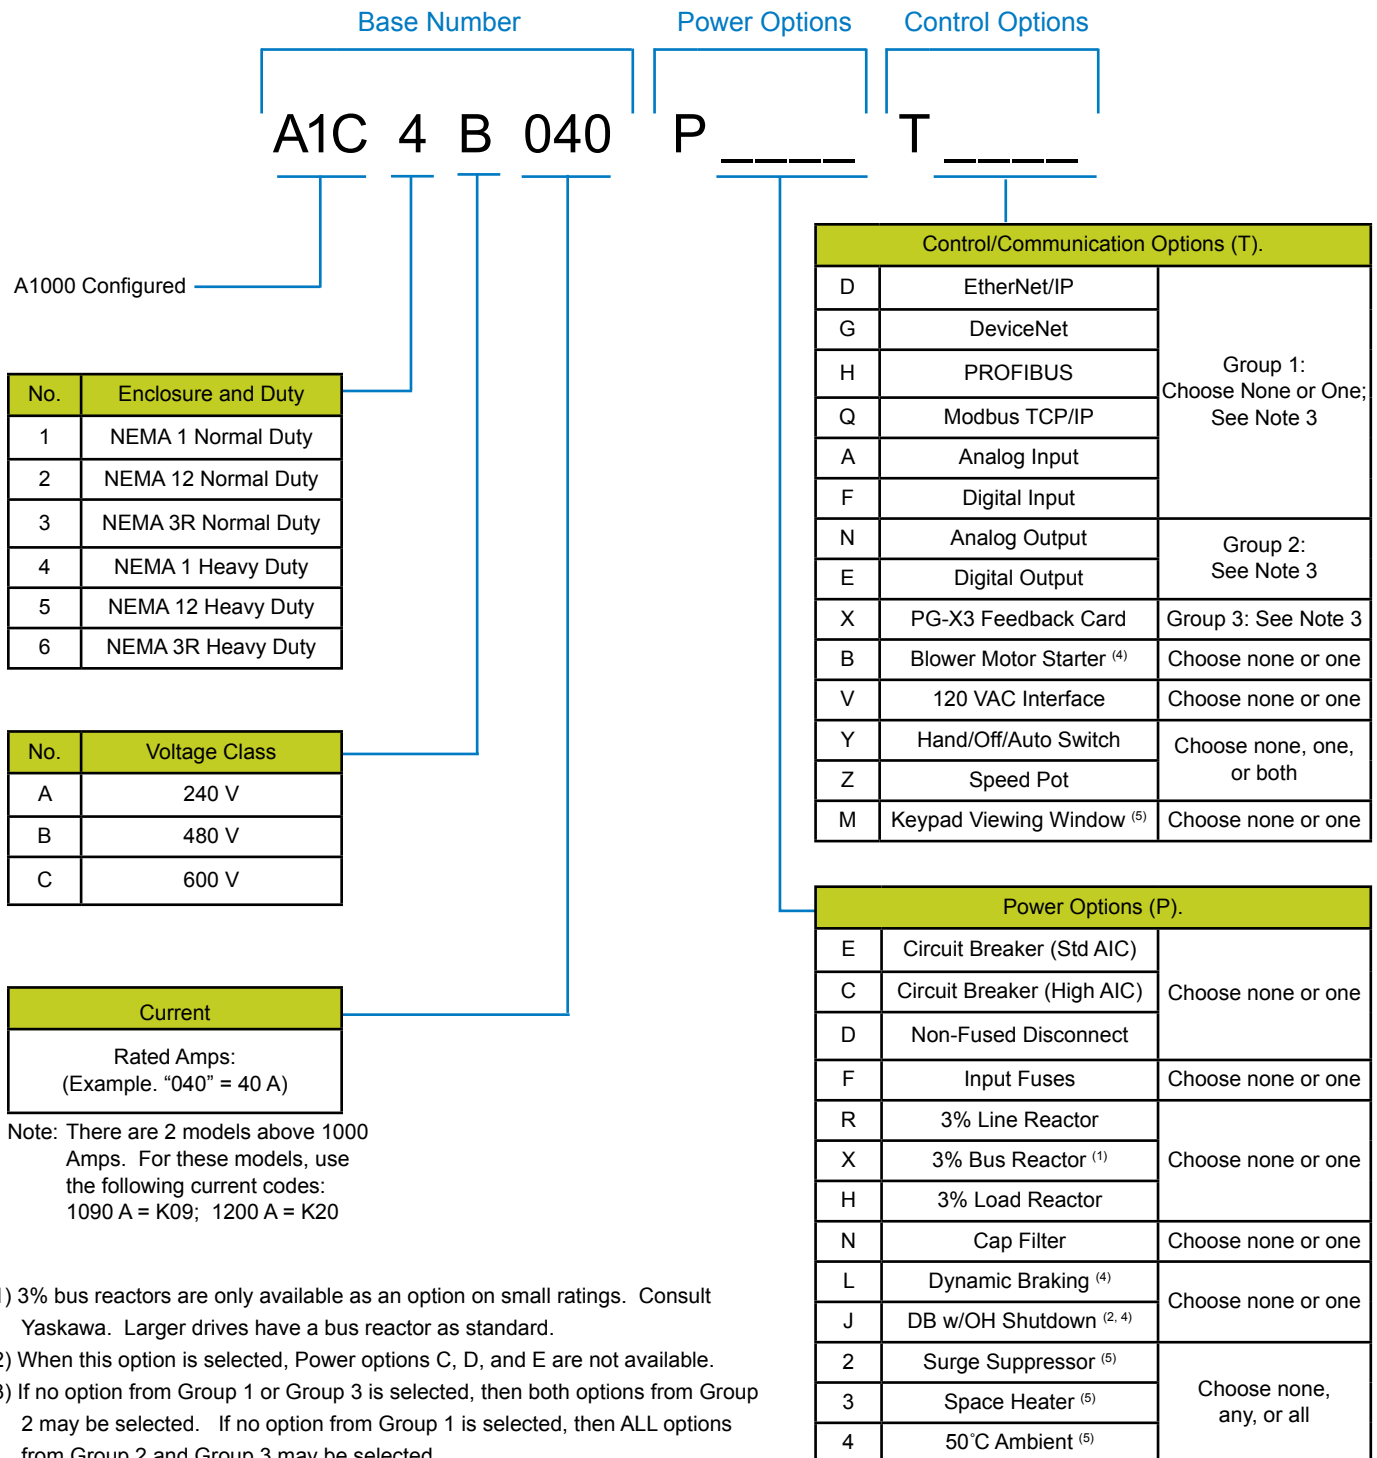 Base Number
Power Options
Control Options
A1C 4 B 040 P ____ T ____
A1000 Configured
No. Enclosure and Duty
1 NEMA 1 Normal Duty
2 NEMA 12 Normal Duty
3 NEMA 3R Normal Duty
4 NEMA 1 Heavy Duty
5 NEMA 12 Heavy Duty
6 NEMA 3R Heavy Duty
No. Voltage Class
A 240 V
B 480 V
C 600 V
Current
Rated Amps:
(Example. “040” = 40 A)
Note: There are 2 models above 1000
Amps. For these models, use
the following current codes:
1090 A = K09; 1200 A = K20
Control/Communication Options (T).
D EtherNet/IP
G DeviceNet
H PROFIBUS
Q Modbus TCP/IP
A Analog Input
F Digital Input
Group 1:
Choose None or One;
See Note 3
N Analog Output
E Digital Output
Group 2:
See Note 3
X PG-X3 Feedback Card Group 3: See Note 3
B Blower Motor Starter (4) Choose none or one
V 120 VAC Interface Choose none or one
Y Hand/Off/Auto Switch
Z Speed Pot
Choose none, one,
or both
M Keypad Viewing Window (5) Choose none or one
Power Options (P).
E Circuit Breaker (Std AIC)
C Circuit Breaker (High AIC)
D Non-Fused Disconnect
Choose none or one
F Input Fuses Choose none or one
R 3% Line Reactor
X 3% Bus Reactor (1)
H 3% Load Reactor
Choose none or one
N Cap Filter Choose none or one
L Dynamic Braking (4)
J DB w/OH Shutdown (2, 4)
Choose none or one
2 Surge Suppressor (5)
3 Space Heater (5)
4 50°C Ambient (5)
Choose none,
any, or all
1) 3% bus reactors are only available as an option on small ratings. Consult
Yaskawa. Larger drives have a bus reactor as standard.
2) When this option is selected, Power options C, D, and E are not available.
3) If no option from Group 1 or Group 3 is selected, then both options from Group
2 may be selected. If no option from Group 1 is selected, then ALL options
from Group 2 and Group 3 may be selected